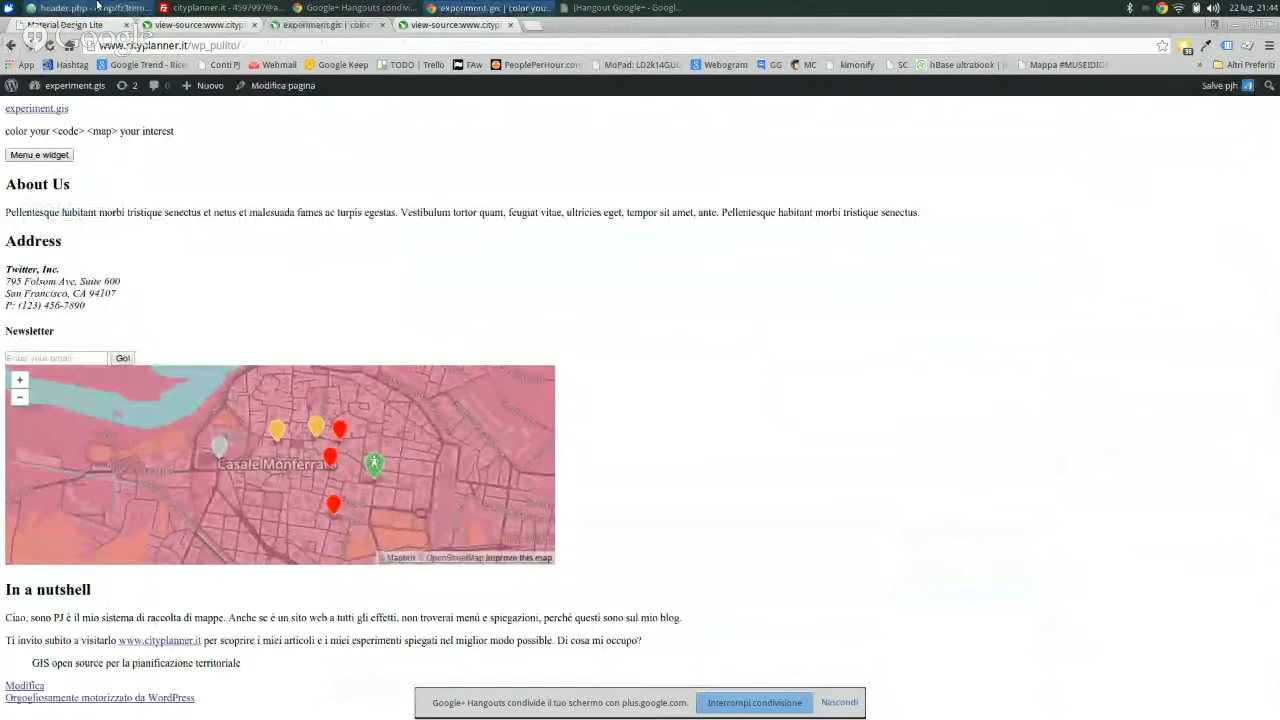 header.php - /tmp/fz3tem...
cityplanner.it - 4597997@a...
Google+ Hangouts condivi...
experiment.gis | color you...
[Hangout Google+ - Googl...
22 lug, 21:44
Material Design Lite
view-source:www.cityp
experiment.gis | color
view-source:www.cityp
Google
www.cityplanner.it/wp_pulito/
App
Hashtag
Google Trend - Rice
Conti PJ
Webmail
Google Keep
TODO | Trello
FAw
PeoplePerHour.com
MoPad: LD2k14GUL
Webogram
GG
MC
kimonify
SC
hBase ultrabook |
Mappa #MUSEIDIG
»
Altri Preferiti
experiment.gis
2
0
Nuovo
Modifica pagina
Salve pjh
experiment.gis
color your <code> <map> your interest
Menu e widget
About Us
Pellentesque habitant morbi tristique senectus et netus et malesuada fames ac turpis egestas. Vestibulum tortor quam, feugiat vitae, ultricies eget, tempor sit amet, ante. Pellentesque habitant morbi tristique senectus.
Address
Twitter, Inc.
795 Folsom Ave, Suite 600
San Francisco, CA 94107
P: (123) 456-7890
Newsletter
Enter your email
Go!
+
−
Casale Monferrato
Mapbox © OpenStreetMap Improve this map
In a nutshell
Ciao, sono PJ è il mio sistema di raccolta di mappe. Anche se è un sito web a tutti gli effetti, non troverai menù e spiegazioni, perché questi sono sul mio blog.
Ti invito subito a visitarlo www.cityplanner.it per scoprire i miei articoli e i miei esperimenti spiegati nel miglior modo possible. Di cosa mi occupo?
GIS open source per la pianificazione territoriale
Modifica
Orgogliosamente motorizzato da WordPress
Google+ Hangouts condivide il tuo schermo con plus.google.com.
Interrompi condivisione
Nascondi